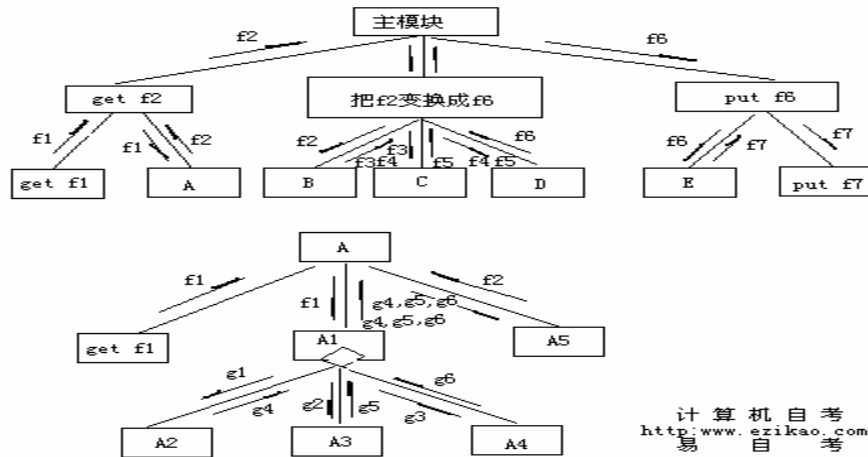 主模块
f2
f6
get f2
把f2变换成f6
put f6
f1
f1
f2
f2
f3
f3f4
f5
f4 f5
f6
f6
f7
f7
get f1
A
B
C
D
E
put f7
A
f1
f1
g4,g5,g6
g4,g5,g6
f2
get f1
A1
A5
g1
g4
g2
g5
g3
g6
A2
A3
A4
计算机自考
http:www.ezikao.com
易自考